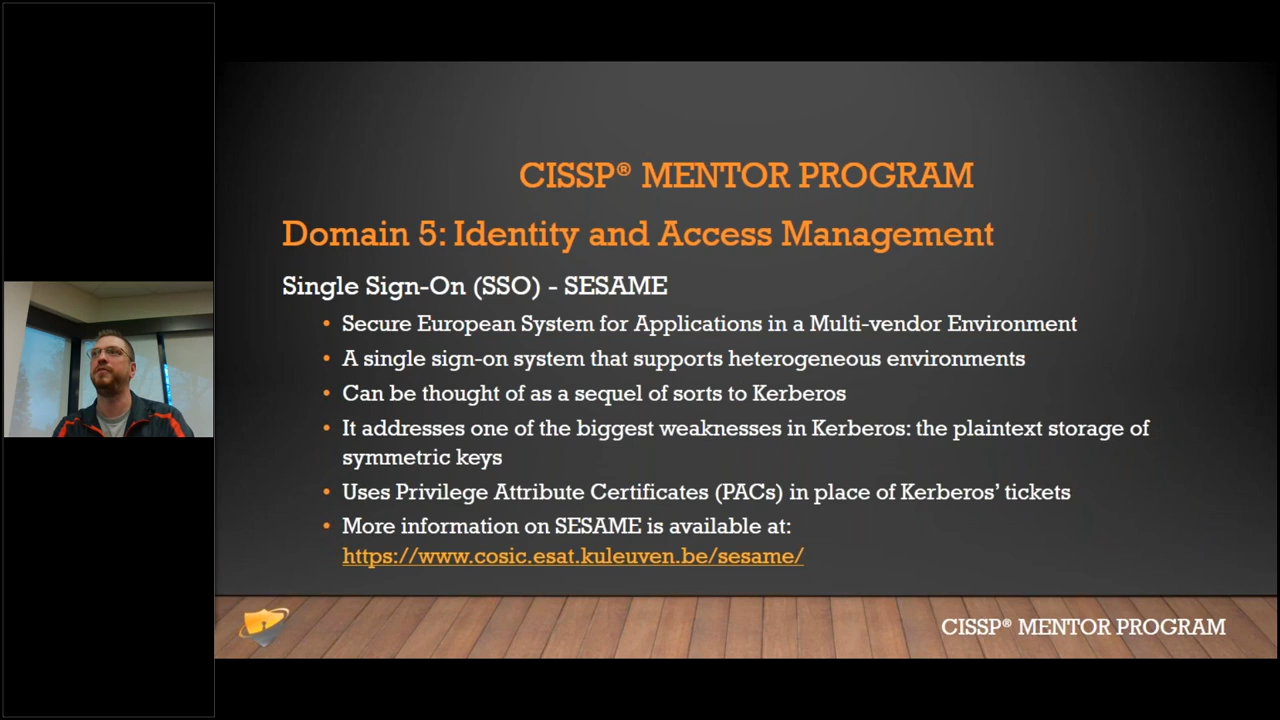 CISSP® MENTOR PROGRAM
Domain 5: Identity and Access Management
Single Sign-On (SSO) - SESAME
• Secure European System for Applications in a Multi-vendor Environment
• A single sign-on system that supports heterogeneous environments
• Can be thought of as a sequel of sorts to Kerberos
• It addresses one of the biggest weaknesses in Kerberos: the plaintext storage of
symmetric keys
• Uses Privilege Attribute Certificates (PACs) in place of Kerberos’ tickets
• More information on SESAME is available at:
https://www.cosic.esat.kuleuven.be/sesame/
CISSP® MENTOR PROGRAM